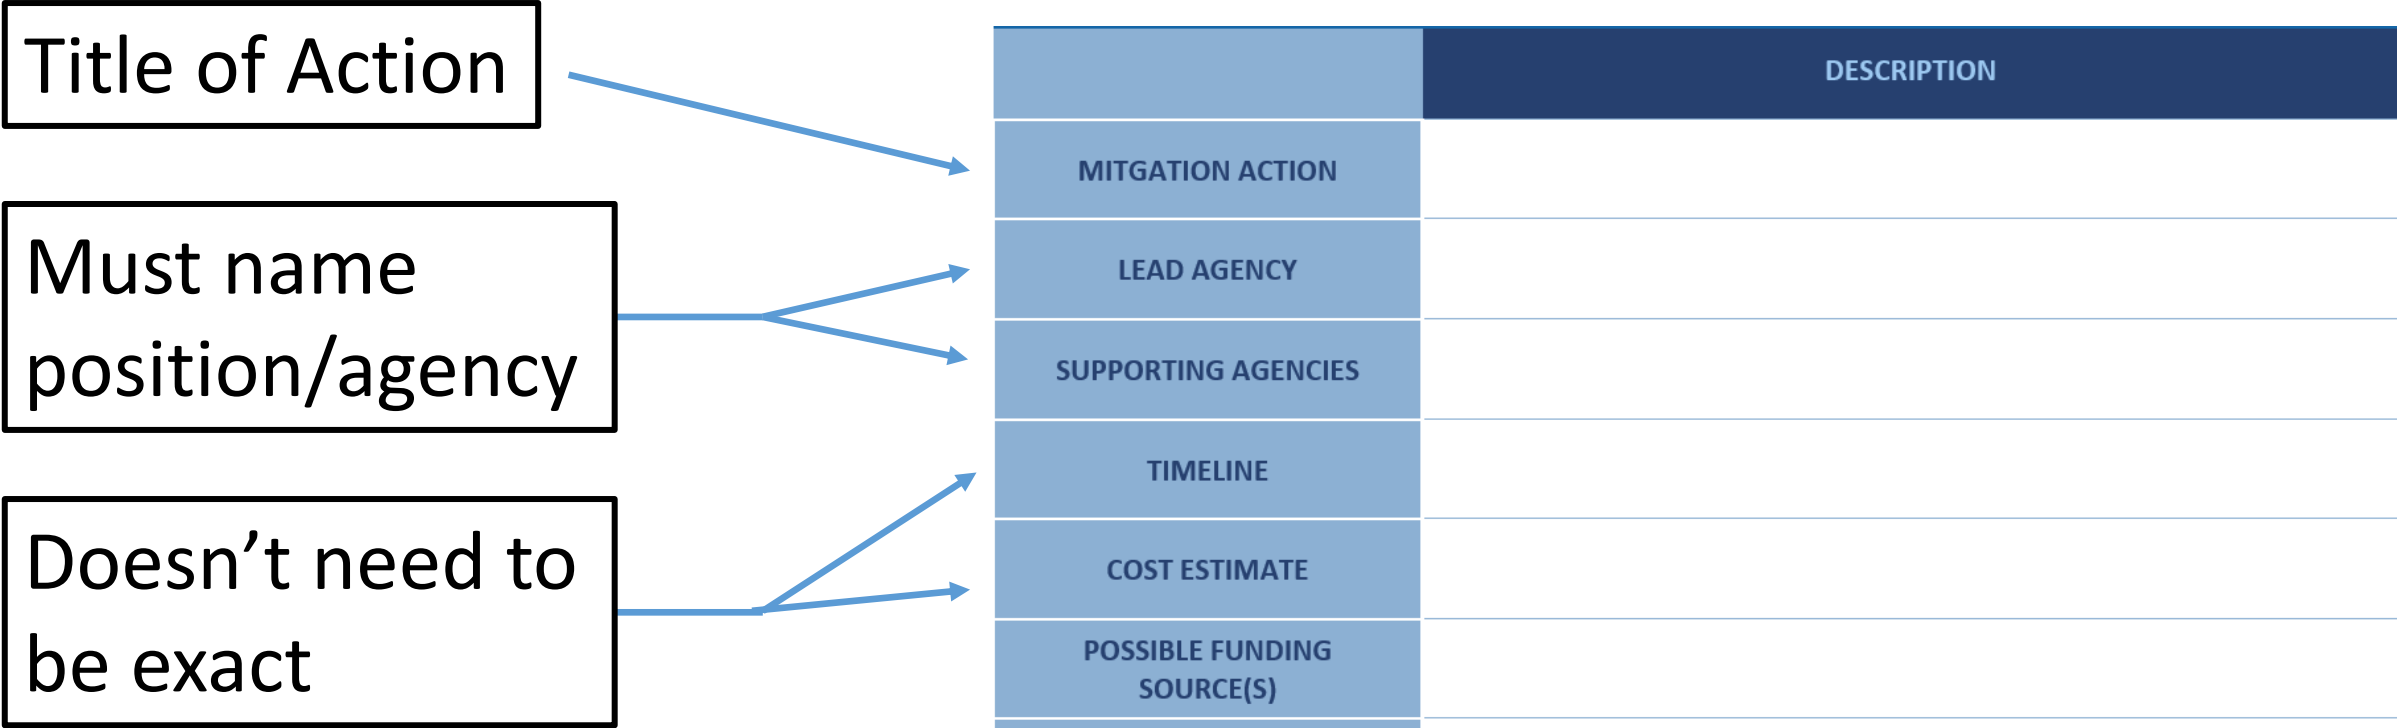 Title of Action
Must name
position/agency
Doesn’t need to
be exact
DESCRIPTION
MITGATION ACTION
LEAD AGENCY
SUPPORTING AGENCIES
TIMELINE
COST ESTIMATE
POSSIBLE FUNDING
SOURCE(S)